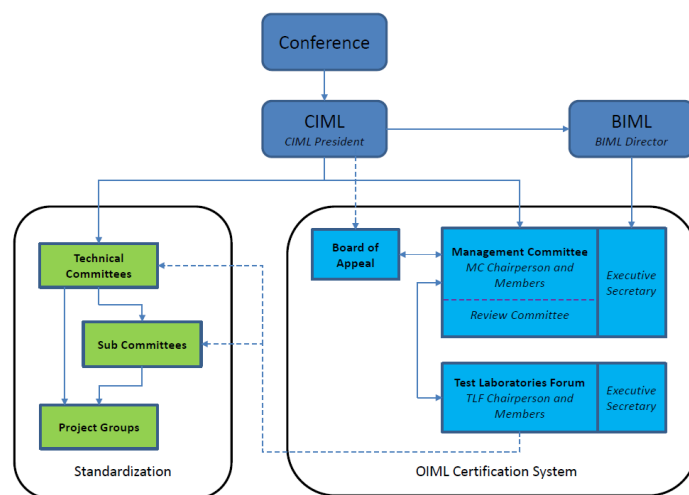 Conference
CIML
CIML President
BIML
BIML Director
Technical
Committees
Sub Committees
Project Groups
Standardization
Board of
Appeal
Management Committee
MC Chairperson and
Members
Review Committee
Executive
Secretary
Test Laboratories Forum
TLF Chairperson and
Members
Executive
Secretary
OIML Certification System